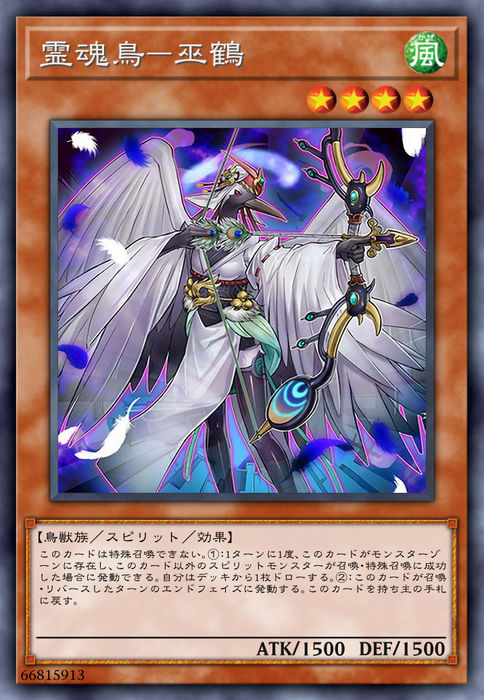 霊魂鳥－巫鶴
風
かぜ
【鳥獣族／スピリット／効果】
このカードは特殊召喚できない。①：1ターンに1度、このカードがモンスターゾ
ーンに存在し、このカード以外のスピリットモンスターが召喚・特殊召喚に成功
した場合に発動できる。自分はデッキから1枚ドローする。②：このカードが召喚
・リバースしたターンのエンドフェイズに発動する。このカードを持ち主の手札
に戻す。
ATK/1500 DEF/1500
66815913